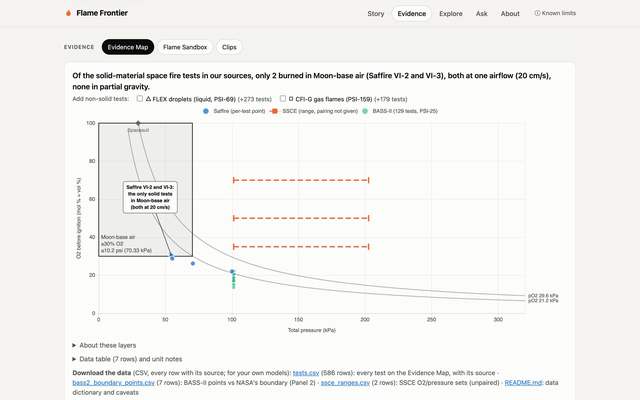 Flame Frontier
Story Evidence Explore Ask About
ⓘ Known limits
EVIDENCE Evidence Map Flame Sandbox Clips
Of the solid-material space fire tests in our sources, only 2 burned in Moon-base air (Saffire VI-2 and VI-3), both at one airflow (20 cm/s),
none in partial gravity.
Add non-solid tests: △ FLEX droplets (liquid, PSI-69) (+273 tests) □ CFI-G gas flames (PSI-159) (+179 tests)
Saffire (per-test point) SSCE (range, pairing not given) BASS-II (129 tests, PSI-25)
100
80
60
40
20
0
O2 before ignition (mol % = vol %)
Saffire VI-2 and VI-3:
the only solid tests
in Moon-base air
(both at 20 cm/s)
Moon-base air
≥30% O2
≤10.2 psi (70.33 kPa)
pO2 29.6 kPa
pO2 21.2 kPa
0 50 100 150 200 250 300
Total pressure (kPa)
▶ About these layers
▶ Data table (7 rows) and unit notes
Download the data (CSV, every row with its source; for your own models): tests.csv (586 rows): every test on the Evidence Map, with its source ·
bass2_boundary_points.csv (7 rows): BASS-II points vs NASA's boundary (Panel 2) · ssce_ranges.csv (2 rows): SSCE O2/pressure sets (unpaired) · README.md: data
dictionary and caveats